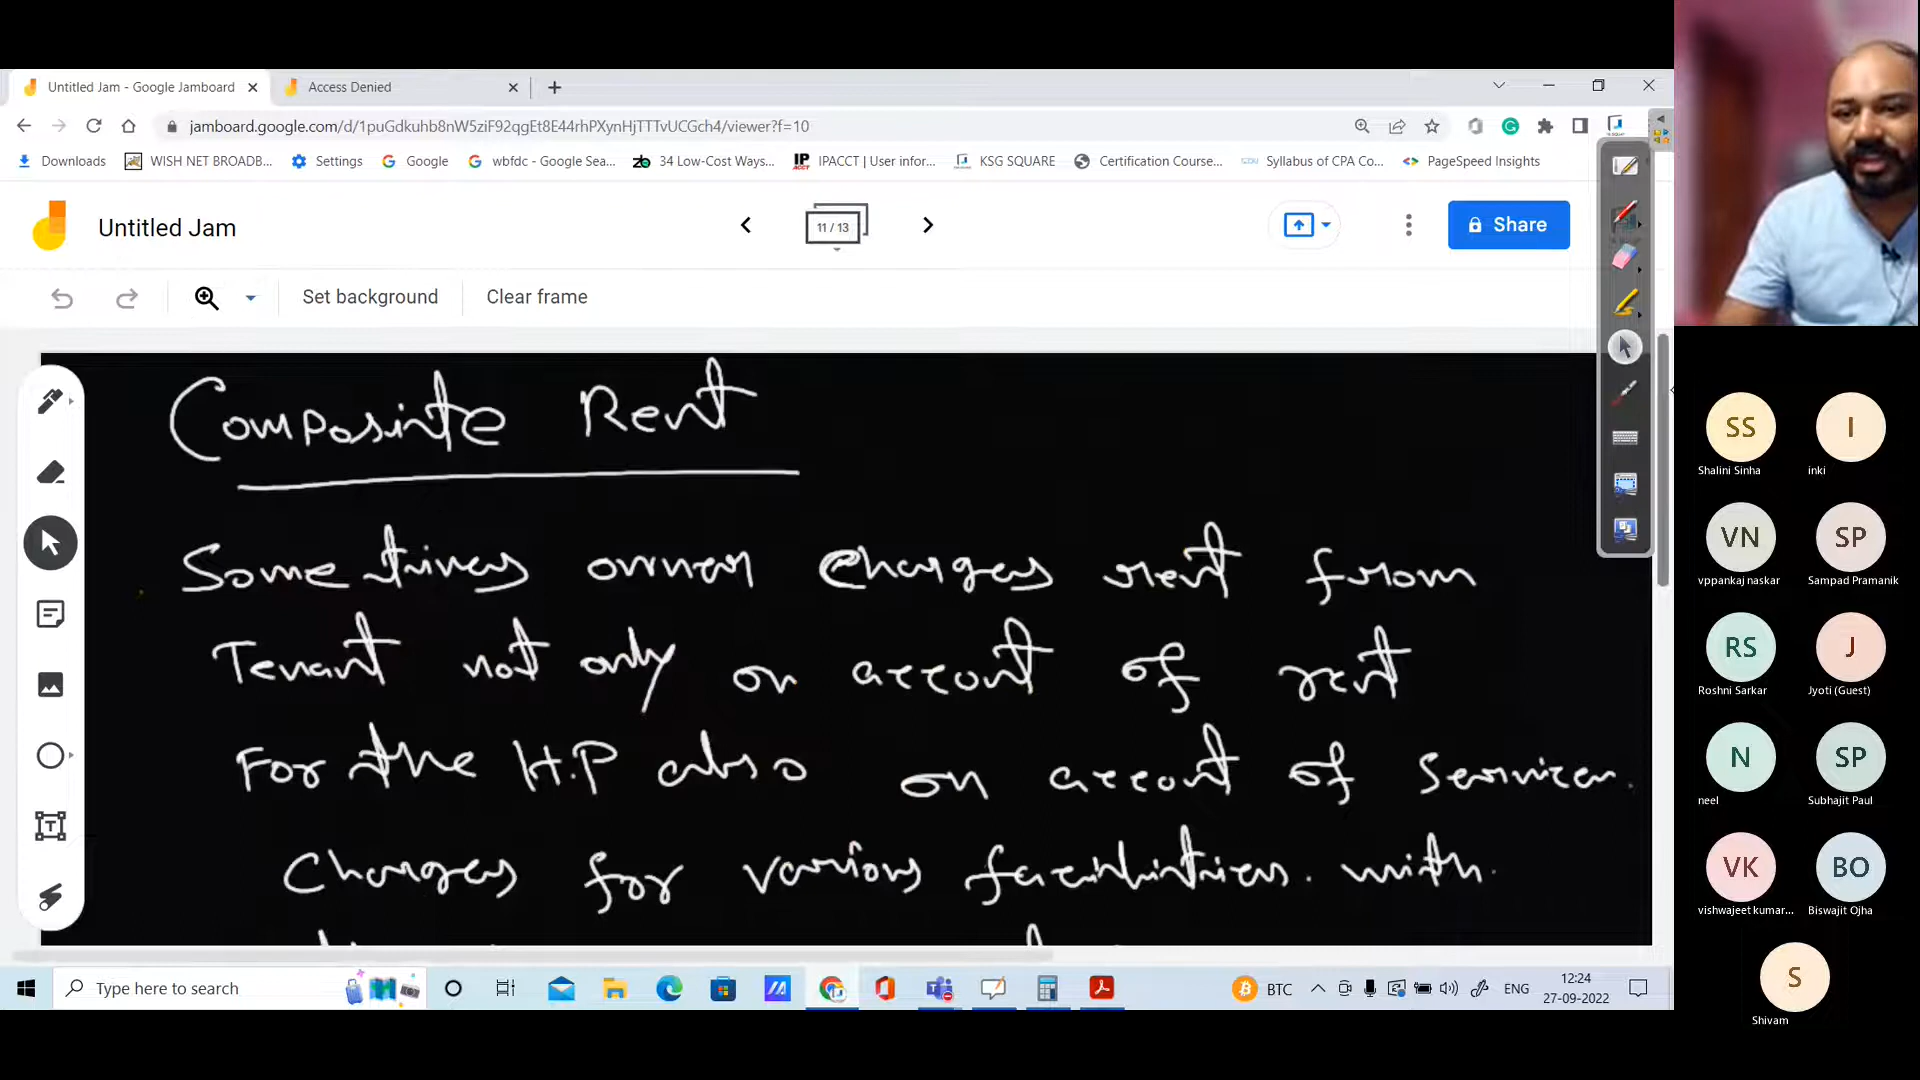 Untitled Jam - Google Jamboard
Access Denied
jamboard.google.com/d/1puGdkuhb8nW5ziF92qgEt8E44rhPXynHjTTTvUCGch4/viewer?f=10
Downloads
WISH NET BROADB...
Settings
Google
wbfdc - Google Sea...
34 Low-Cost Ways...
IPACCT | User infor...
KSG SQUARE
Certification Course...
Syllabus of CPA Co...
PageSpeed Insights
Untitled Jam
11 / 13
Share
Set background
Clear frame
Composite Rent
Some times owner charges rent from
Tenant not only on account of rent
For the H.P also on account of Services.
Charges for various facilities. with
SS
Shalini Sinha
I
inki
VN
vppankaj naskar
SP
Sampad Pramanik
RS
Roshni Sarkar
J
Jyoti (Guest)
N
neel
SP
Subhajit Paul
VK
vishwajeet kumar...
BO
Biswajit Ojha
S
Shivam
Type here to search
BTC
ENG
12:24
27-09-2022